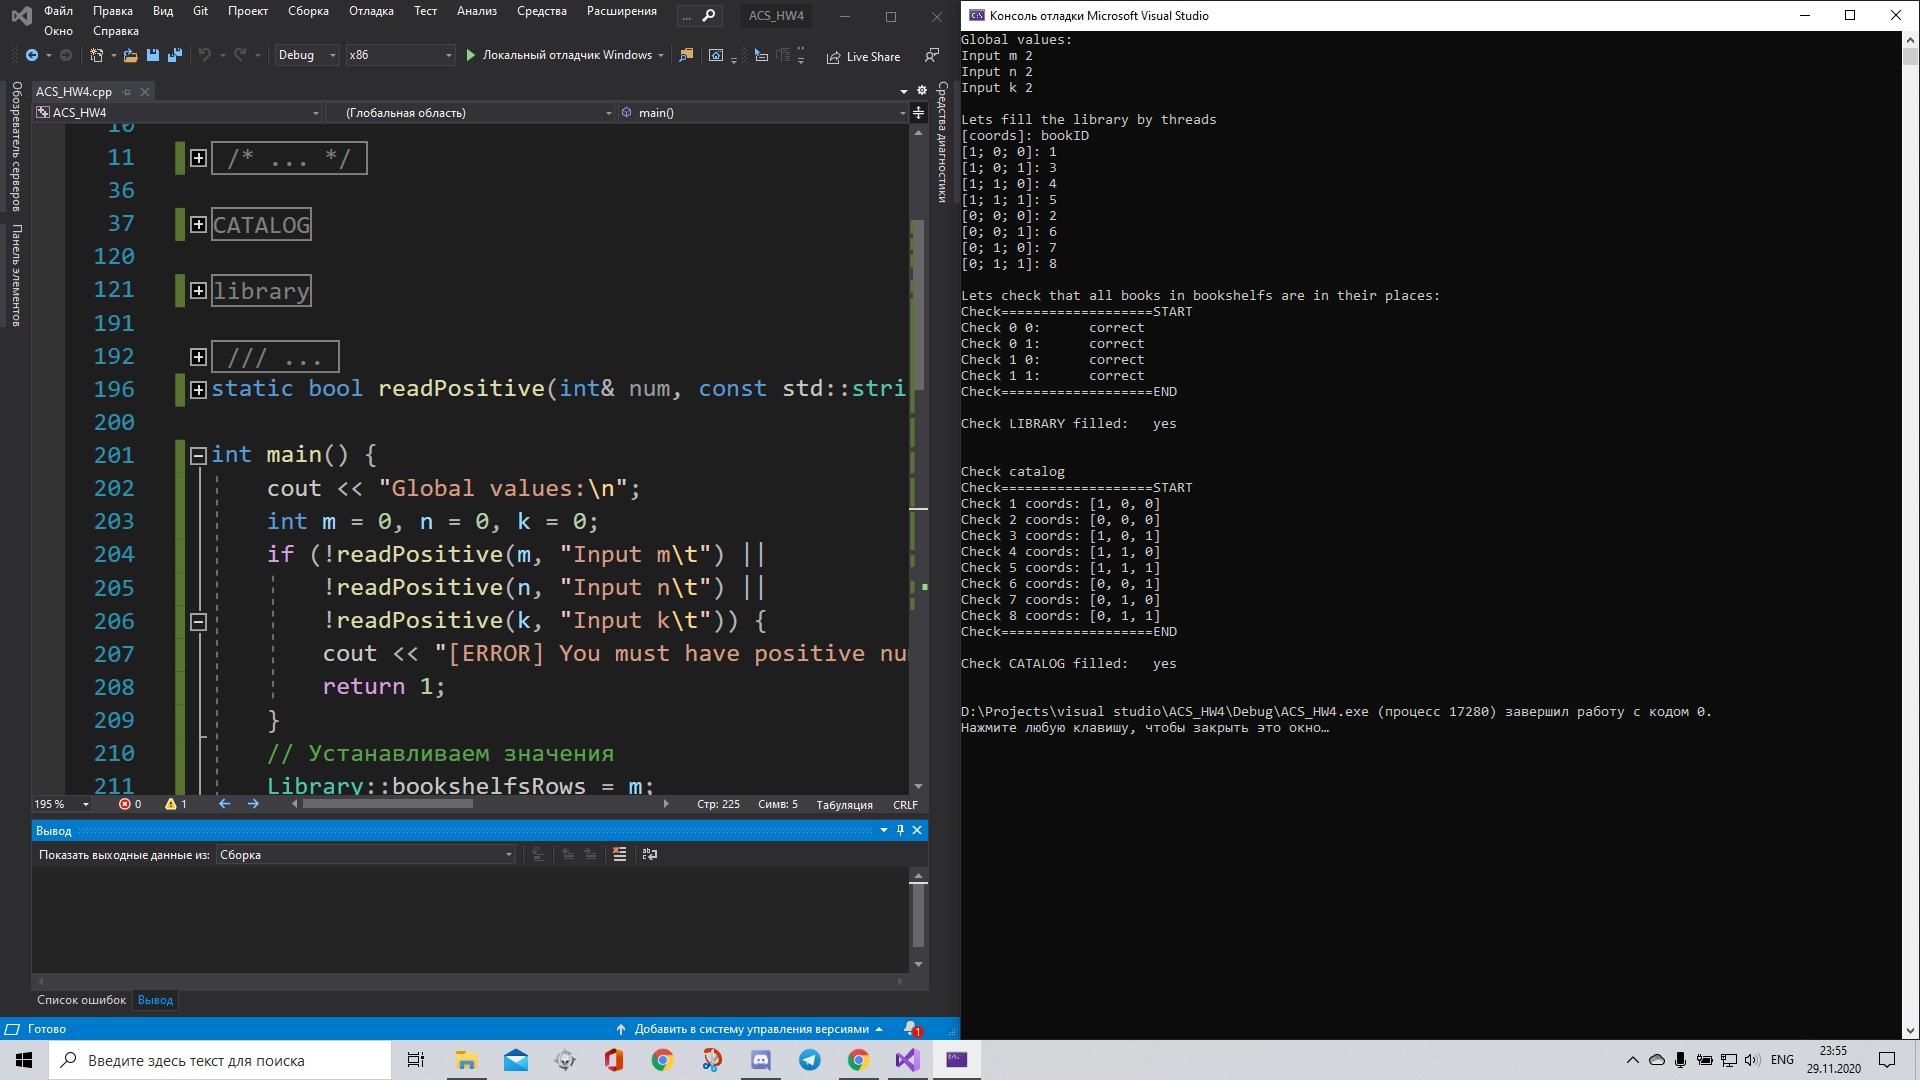 Файл Правка Вид Git Проект Сборка Отладка Тест Анализ Средства Расширения ... ACS_HW4
Окно Справка
Debug x86 Локальный отладчик Windows Live Share
Обозреватель серверов
Панель элементов
ACS_HW4.cpp
ACS_HW4 (Глобальная область) main()
Средства диагностики
10
11 /* ... */
36
37 CATALOG
120
121 library
191
192 /// ...
196 static bool readPositive(int& num, const std::stri
200
201 int main() {
202 cout << "Global values:\n";
203 int m = 0, n = 0, k = 0;
204 if (!readPositive(m, "Input m\t") ||
205 !readPositive(n, "Input n\t") ||
206 !readPositive(k, "Input k\t")) {
207 cout << "[ERROR] You must have positive nu
208 return 1;
209 }
210 // Устанавливаем значения
211 Library::bookshelfsRows = m;
195 % 0 1 Стр: 225 Симв: 5 Табуляция CRLF
Вывод
Показать выходные данные из: Сборка
Список ошибок Вывод
Готово Добавить в систему управления версиями 1
Консоль отладки Microsoft Visual Studio
Global values:
Input m 2
Input n 2
Input k 2
Lets fill the library by threads
[coords]: bookID
[1; 0; 0]: 1
[1; 0; 1]: 3
[1; 1; 0]: 4
[1; 1; 1]: 5
[0; 0; 0]: 2
[0; 0; 1]: 6
[0; 1; 0]: 7
[0; 1; 1]: 8
Lets check that all books in bookshelfs are in their places:
Check===================START
Check 0 0: correct
Check 0 1: correct
Check 1 0: correct
Check 1 1: correct
Check===================END
Check LIBRARY filled: yes
Check catalog
Check===================START
Check 1 coords: [1, 0, 0]
Check 2 coords: [0, 0, 0]
Check 3 coords: [1, 0, 1]
Check 4 coords: [1, 1, 0]
Check 5 coords: [1, 1, 1]
Check 6 coords: [0, 0, 1]
Check 7 coords: [0, 1, 0]
Check 8 coords: [0, 1, 1]
Check===================END
Check CATALOG filled: yes
D:\Projects\visual studio\ACS_HW4\Debug\ACS_HW4.exe (процесс 17280) завершил работу с кодом 0.
Нажмите любую клавишу, чтобы закрыть это окно…
Введите здесь текст для поиска
ENG 23:55
29.11.2020